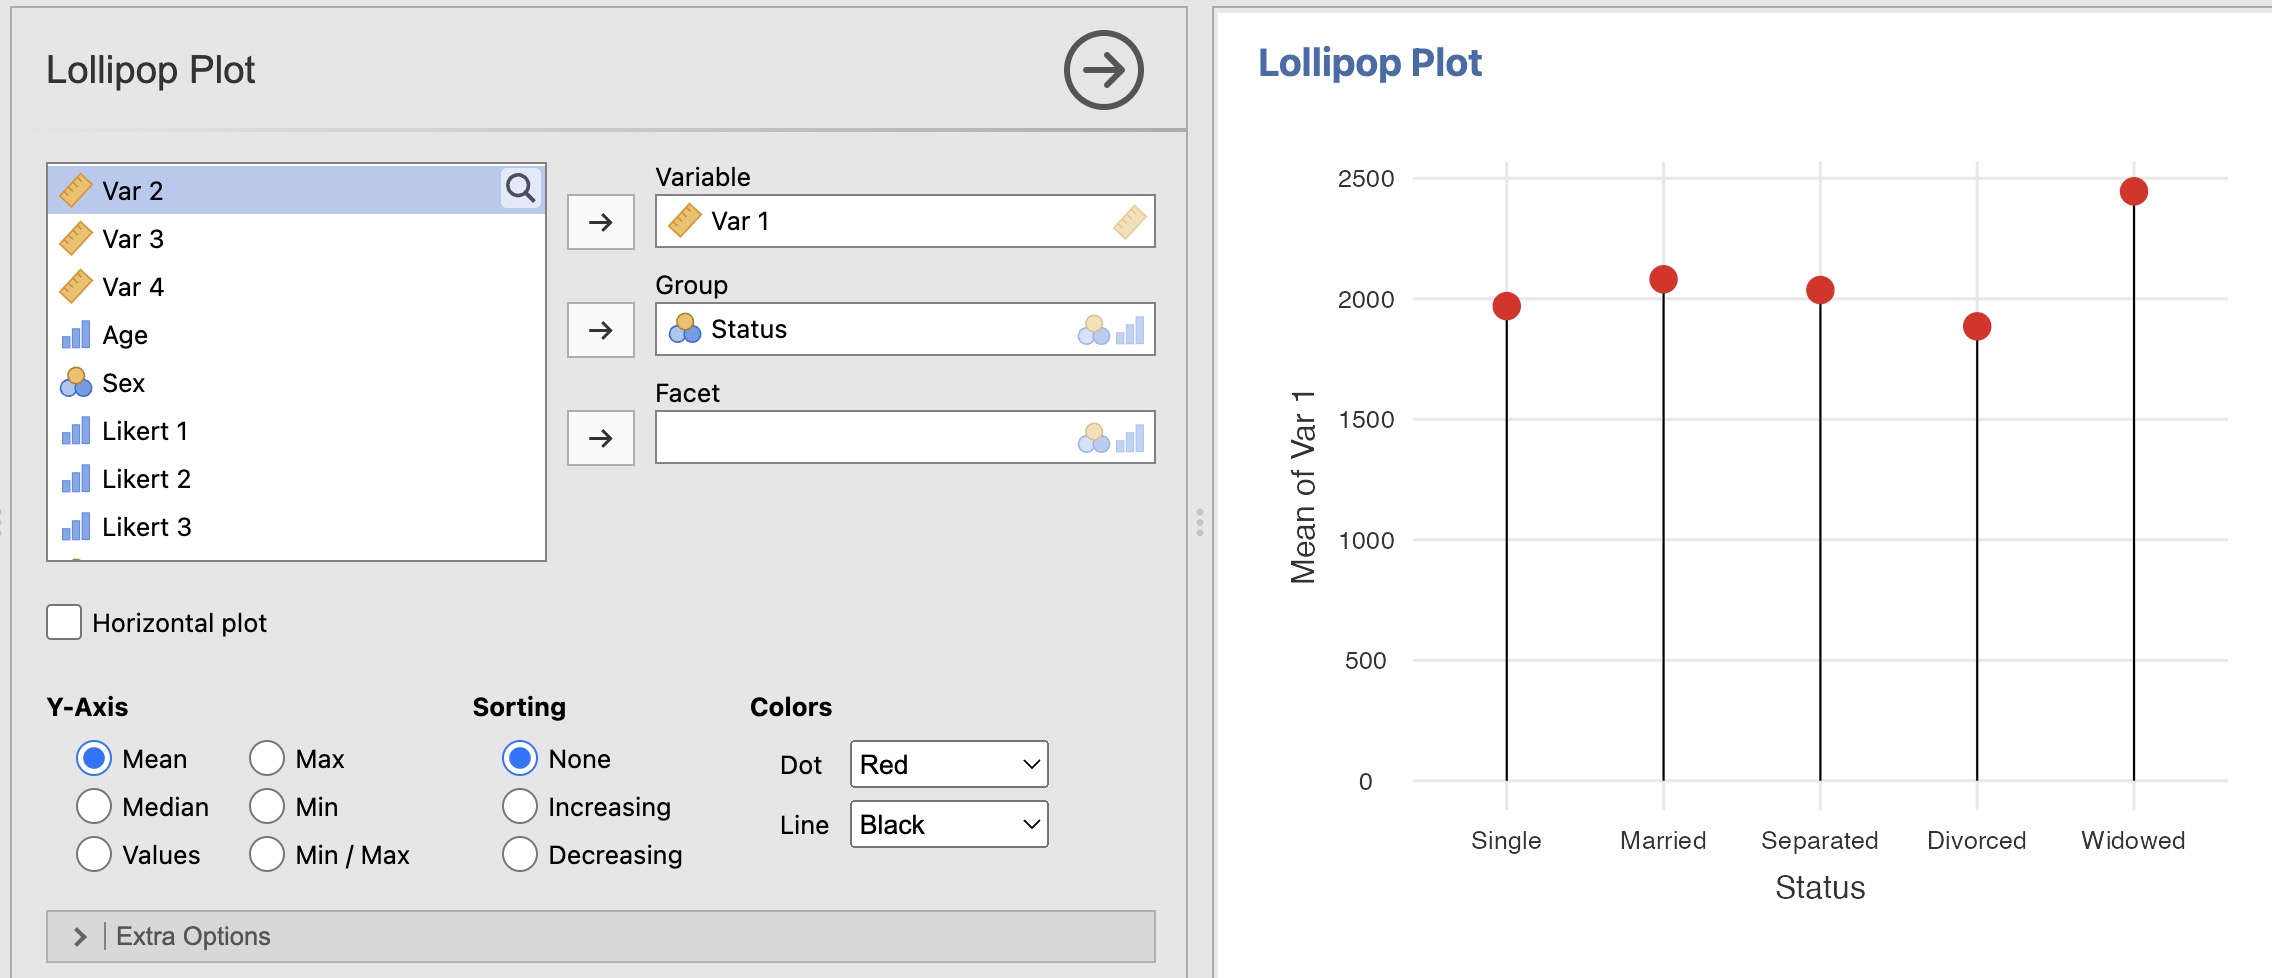 Lollipop Plot
Var 2
Var 3
Var 4
Age
Sex
Likert 1
Likert 2
Likert 3
Variable
Var 1
Group
Status
Facet
Horizontal plot
Y-Axis
Mean
Max
Median
Min
Values
Min / Max
Sorting
None
Increasing
Decreasing
Colors
Dot Red
Line Black
Extra Options
Lollipop Plot
2500
2000
1500
1000
500
0
Mean of Var 1
Single Married Separated Divorced Widowed
Status